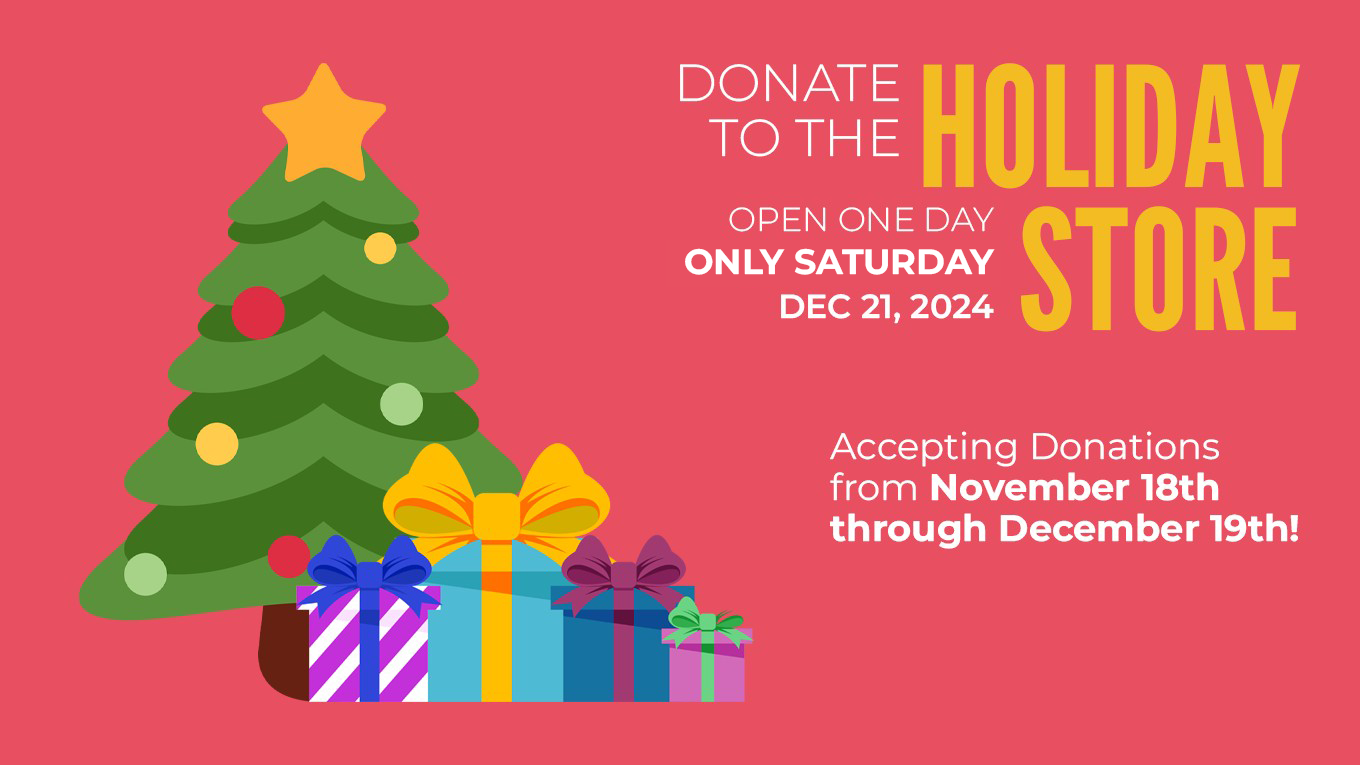 DONATE
TO THE
HOLIDAY
STORE
OPEN ONE DAY
ONLY SATURDAY
DEC 21, 2024
Accepting Donations
from November 18th
through December 19th!